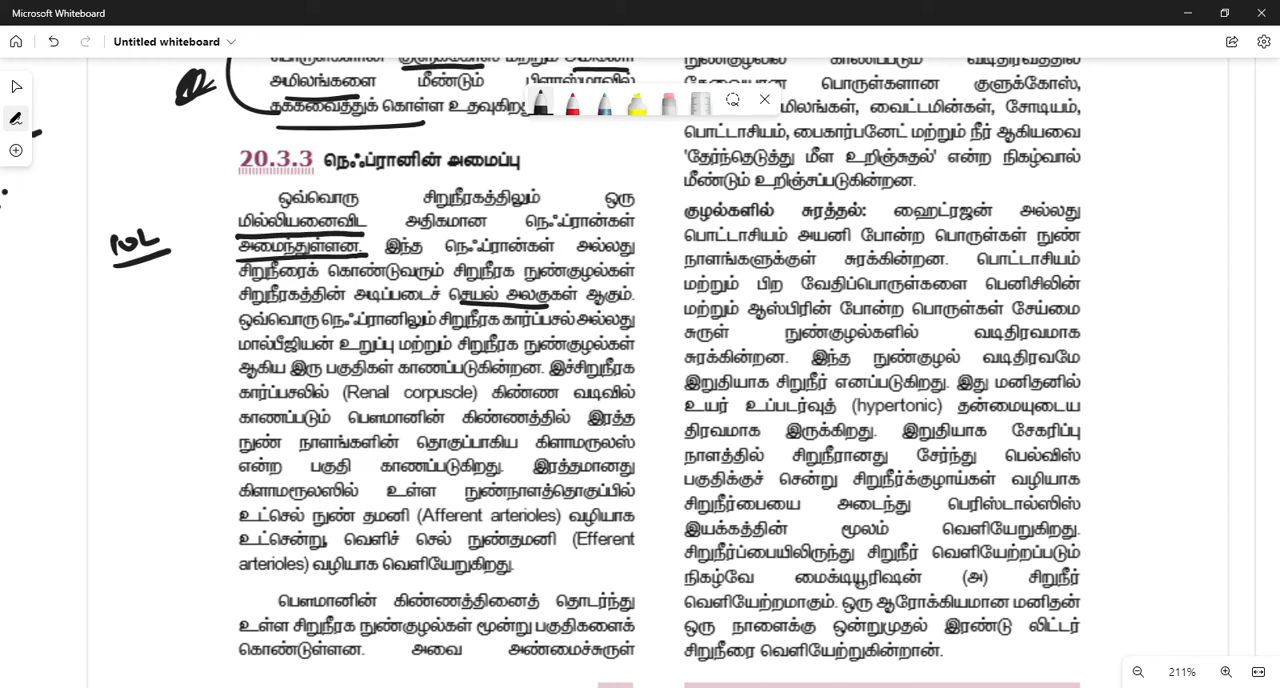 Microsoft Whiteboard
Untitled whiteboard
அமிலங்களை மீண்டும் பிளாஸ்மாவில்
தக்கவைத்துக் கொள்ள
20.3.3 நெஃப்ரானின் அமைப்பு
ஒவ்வொரு சிறுநீரகத்திலும் ஒரு
மில்லியனைவிட அதிகமான நெஃப்ரான்கள்
அமைந்துள்ளன. இந்த நெஃப்ரான்கள் அல்லது
சிறுநீரைக் கொண்டுவரும் சிறுநீரக நுண்குழல்கள்
சிறுநீரகத்தின் அடிப்படைச் செயல் அலகுகள் ஆகும்.
ஒவ்வொரு நெஃப்ரானிலும் சிறுநீரக கார்ப்பசல் அல்லது
மால்பீஜியன் உறுப்பு மற்றும் சிறுநீரக நுண்குழல்கள்
ஆகிய இரு பகுதிகள் காணப்படுகின்றன. இச்சிறுநீரக
கார்ப்பசலில் (Renal corpuscle) கிண்ண வடிவில்
காணப்படும் பௌமானின் கிண்ணத்தில் இரத்த
நுண் நாளங்களின் தொகுப்பாகிய கிளாமருலஸ்
என்ற பகுதி காணப்படுகிறது. இரத்தமானது
கிளாமரூலஸில் உள்ள நுண்நாளத்தொகுப்பில்
உட்செல் நுண் தமனி (Afferent arterioles) வழியாக
உட்சென்று, வெளிச் செல் நுண்தமனி (Efferent
arterioles) வழியாக வெளியேறுகிறது.
பௌமானின் கிண்ணத்தினைத் தொடர்ந்து
உள்ள சிறுநீரக நுண்குழல்கள் மூன்று பகுதிகளைக்
கொண்டுள்ளன. அவை அண்மைச்சுருள்
பொருள்களான குளுக்கோஸ்,
வைட்டமின்கள், சோடியம்,
பொட்டாசியம், பைகார்பனேட் மற்றும் நீர் ஆகியவை
'தேர்ந்தெடுத்து மீள உறிஞ்சுதல்' என்ற நிகழ்வால்
மீண்டும் உறிஞ்சப்படுகின்றன.
குழல்களில் சுரத்தல்: ஹைட்ரஜன் அல்லது
பொட்டாசியம் அயனி போன்ற பொருள்கள் நுண்
நாளங்களுக்குள் சுரக்கின்றன. பொட்டாசியம்
மற்றும் பிற வேதிப்பொருள்களை பெனிசிலின்
மற்றும் ஆஸ்பிரின் போன்ற பொருள்கள் சேய்மை
சுருள் நுண்குழல்களில் வடிதிரவமாக
சுரக்கின்றன. இந்த நுண்குழல் வடிதிரவமே
இறுதியாக சிறுநீர் எனப்படுகிறது. இது மனிதனில்
உயர் உப்படர்வுத் (hypertonic) தன்மையுடைய
திரவமாக இருக்கிறது. இறுதியாக சேகரிப்பு
நாளத்தில் சிறுநீரானது சேர்ந்து பெல்விஸ்
பகுதிக்குச் சென்று சிறுநீர்க்குழாய்கள் வழியாக
சிறுநீர்பையை அடைந்து பெரிஸ்டால்ஸிஸ்
இயக்கத்தின் மூலம் வெளியேறுகிறது.
சிறுநீர்ப்பையிலிருந்து சிறுநீர் வெளியேற்றப்படும்
நிகழ்வே மைக்டியூரிஷன் (அ) சிறுநீர்
வெளியேற்றமாகும். ஒரு ஆரோக்கியமான மனிதன்
ஒரு நாளைக்கு ஒன்றுமுதல் இரண்டு லிட்டர்
சிறுநீரை வெளியேற்றுகின்றான்.
211%